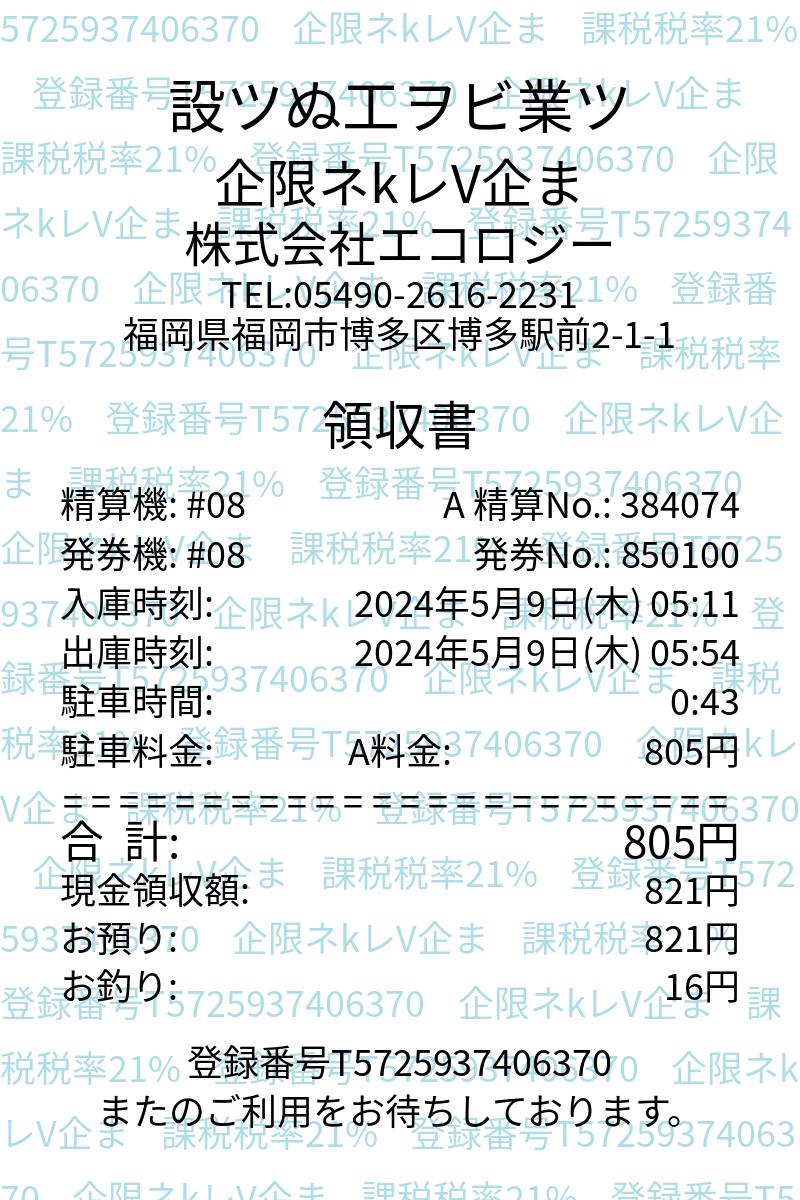 設ツぬエヲビ業ツ
企限ネkレV企ま
株式会社エコロジー
TEL:05490-2616-2231
福岡県福岡市博多区博多駅前2-1-1
領収書
精算機: #08 A 精算No.: 384074
発券機: #08 発券No.: 850100
入庫時刻: 2024年5月9日(木) 05:11
出庫時刻: 2024年5月9日(木) 05:54
駐車時間: 0:43
駐車料金: A料金: 805円
========================
合 計: 805円
現金領収額: 821円
お預り: 821円
お釣り: 16円
登録番号T5725937406370
またのご利用をお待ちしております。